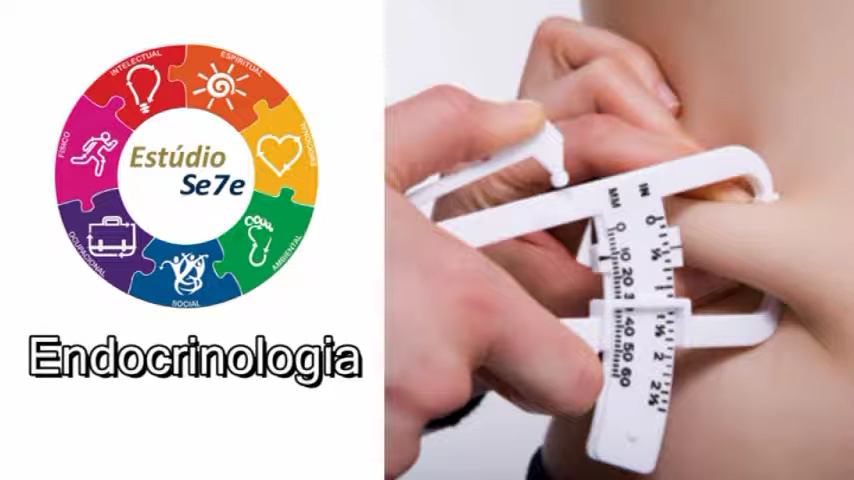 INTELECTUAL
ESPIRITUAL
FÍSICO
EMOCIONAL
Estúdio
Se7e
OCUPACIONAL
AMBIENTAL
SOCIAL
Endocrinologia
MM
IN
0
0
10
½
20
1
30
40
1½
50
2
60
2½